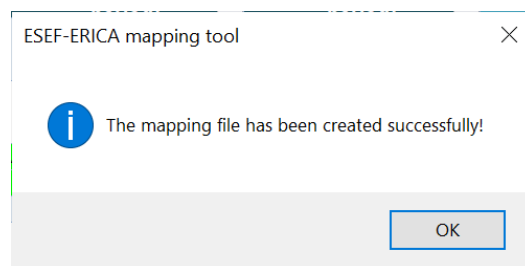 ESEF-ERICA mapping tool
The mapping file has been created successfully!
OK